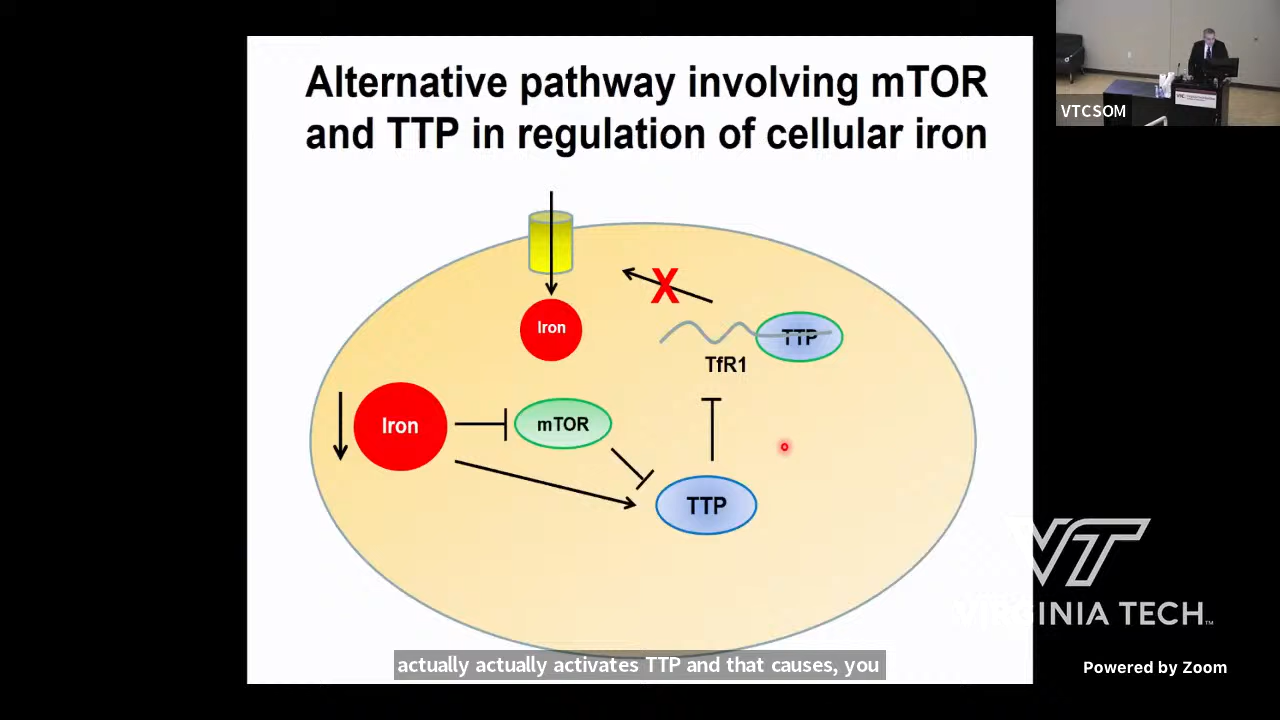 Alternative pathway involving mTOR
and TTP in regulation of cellular iron
VTCSOM
X
Iron
TTP
TfR1
Iron
mTOR
TTP
VT
VIRGINIA TECH™
actually actually activates TTP and that causes, you
Powered by Zoom